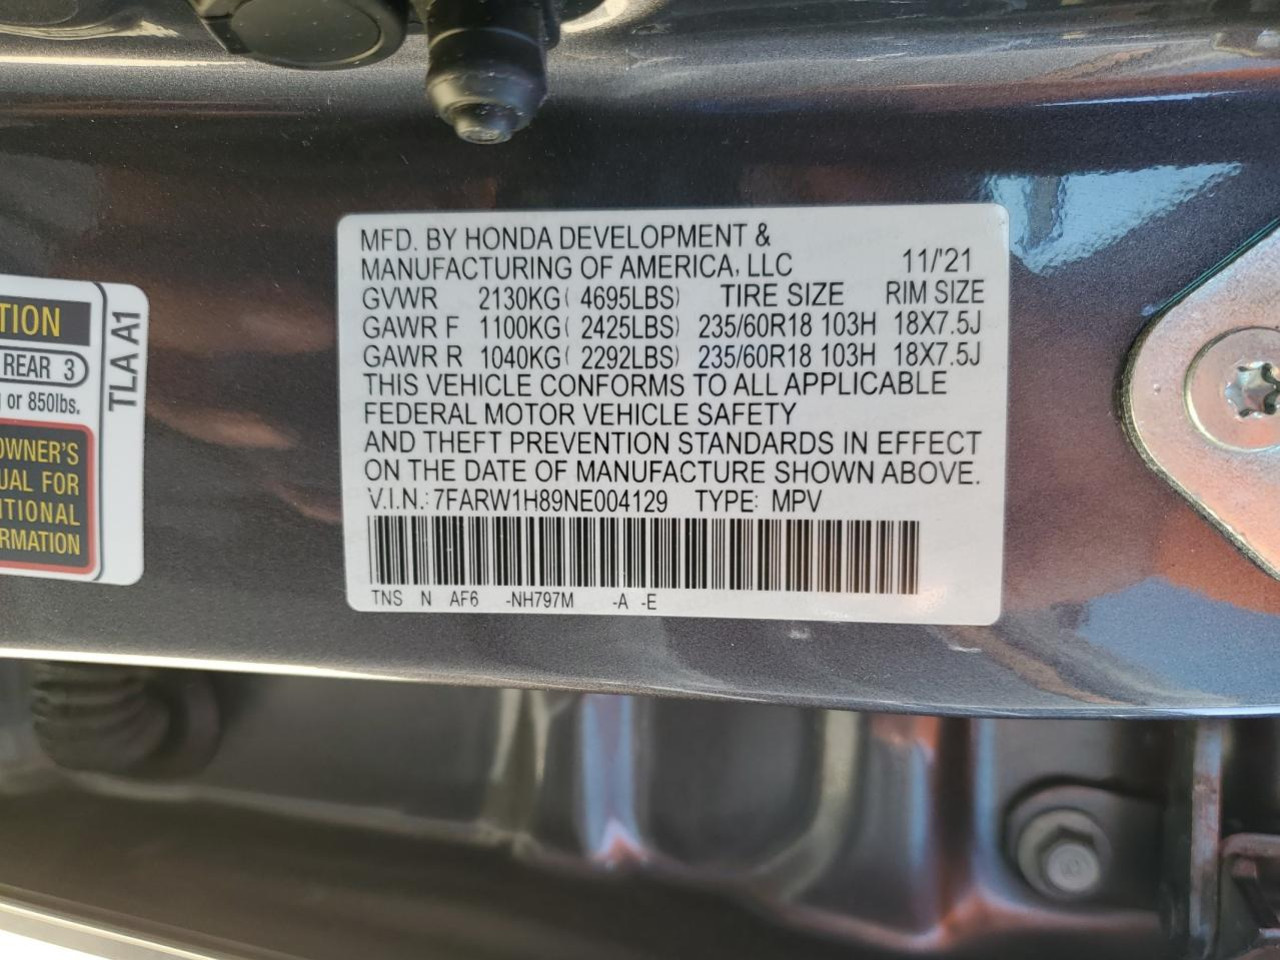 TION
REAR 3
or 850lbs.
OWNER'S
UAL FOR
ITIONAL
RMATION
TLA A1
MFD. BY HONDA DEVELOPMENT &
MANUFACTURING OF AMERICA, LLC 11/'21
GVWR 2130KG( 4695LBS) TIRE SIZE RIM SIZE
GAWR F 1100KG( 2425LBS) 235/60R18 103H 18X7.5J
GAWR R 1040KG( 2292LBS) 235/60R18 103H 18X7.5J
THIS VEHICLE CONFORMS TO ALL APPLICABLE
FEDERAL MOTOR VEHICLE SAFETY
AND THEFT PREVENTION STANDARDS IN EFFECT
ON THE DATE OF MANUFACTURE SHOWN ABOVE.
V.I.N.: 7FARW1H89NE004129 TYPE: MPV
TNS N AF6 -NH797M -A -E